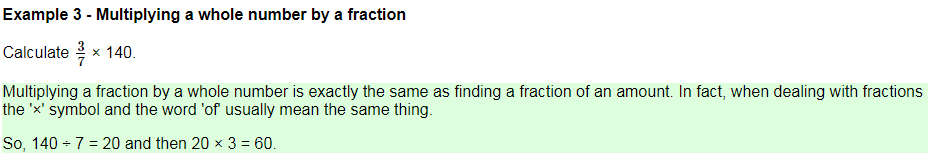 Example 3 - Multiplying a whole number by a fraction
Calculate 3/7 × 140.
Multiplying a fraction by a whole number is exactly the same as finding a fraction of an amount. In fact, when dealing with fractions
the '×' symbol and the word 'of' usually mean the same thing.
So, 140 ÷ 7 = 20 and then 20 × 3 = 60.